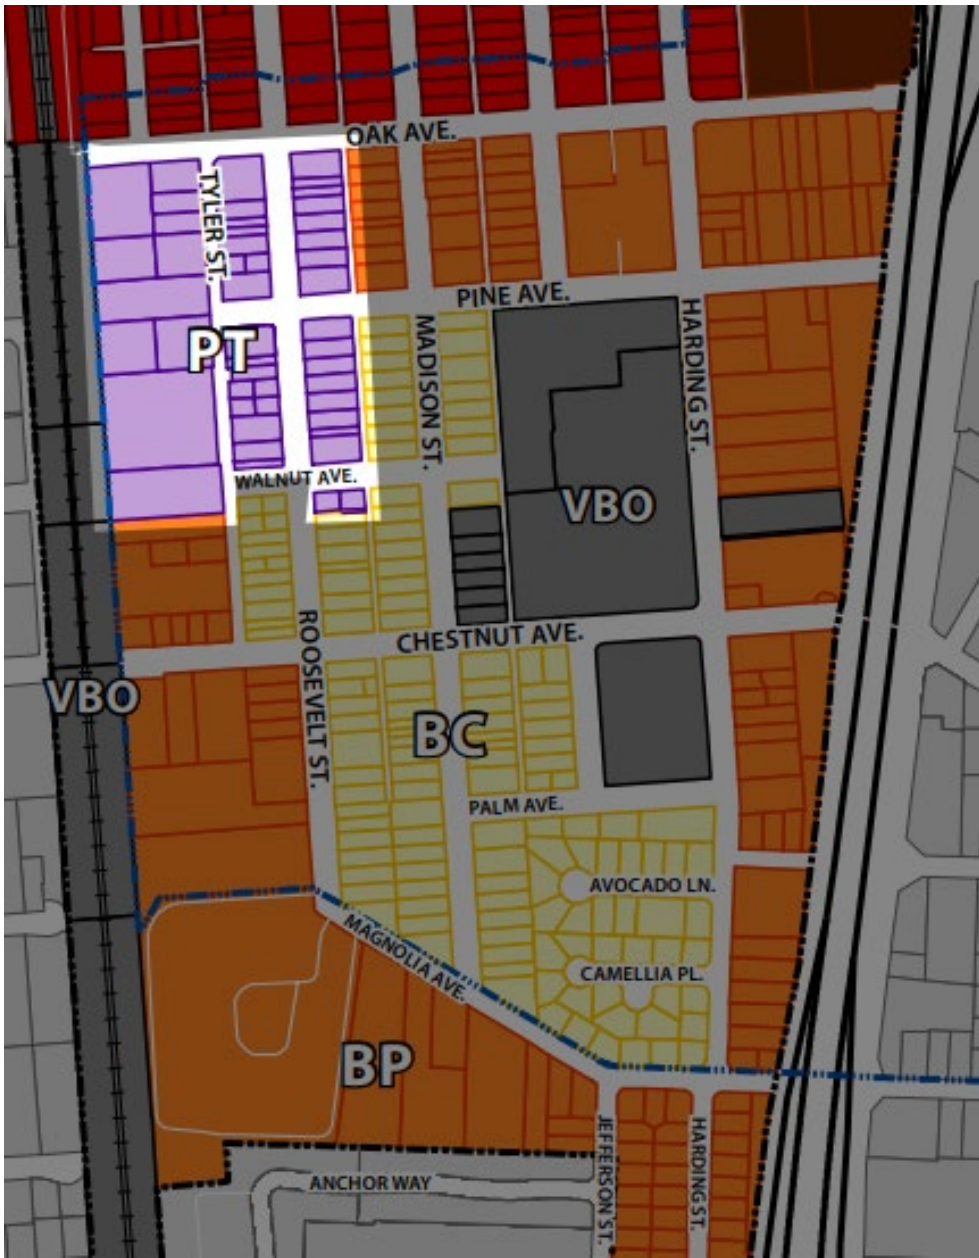 OAK AVE.
TYLER ST.
PINE AVE.
PT
MADISON ST.
HARDING ST.
WALNUT AVE.
VBO
CHESTNUT AVE.
ROOSEVELT ST.
VBO
BC
PALM AVE.
AVOCADO LN.
MAGNOLIA AVE.
CAMELLIA PL.
BP
JEFFERSON ST.
HARDING ST.
ANCHOR WAY